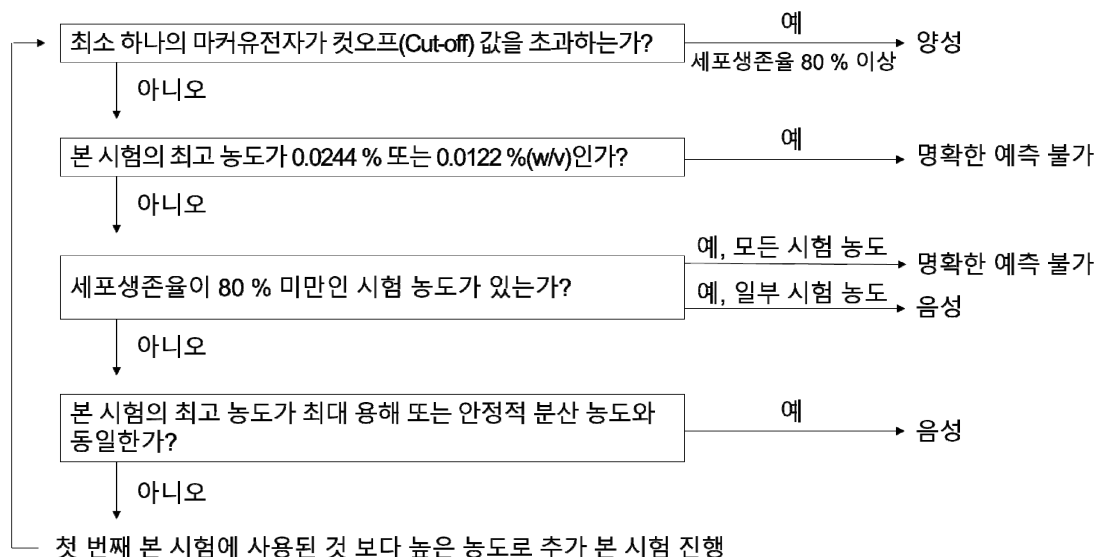 최소 하나의 마커유전자가 컷오프(Cut-off) 값을 초과하는가?
예
세포생존율 80 % 이상
양성
아니오
본 시험의 최고 농도가 0.0244 % 또는 0.0122 %(w/v)인가?
예
명확한 예측 불가
아니오
세포생존율이 80 % 미만인 시험 농도가 있는가?
예, 모든 시험 농도
명확한 예측 불가
예, 일부 시험 농도
음성
아니오
본 시험의 최고 농도가 최대 용해 또는 안정적 분산 농도와
동일한가?
예
음성
아니오
첫 번째 본 시험에 사용된 것 보다 높은 농도로 추가 본 시험 진행